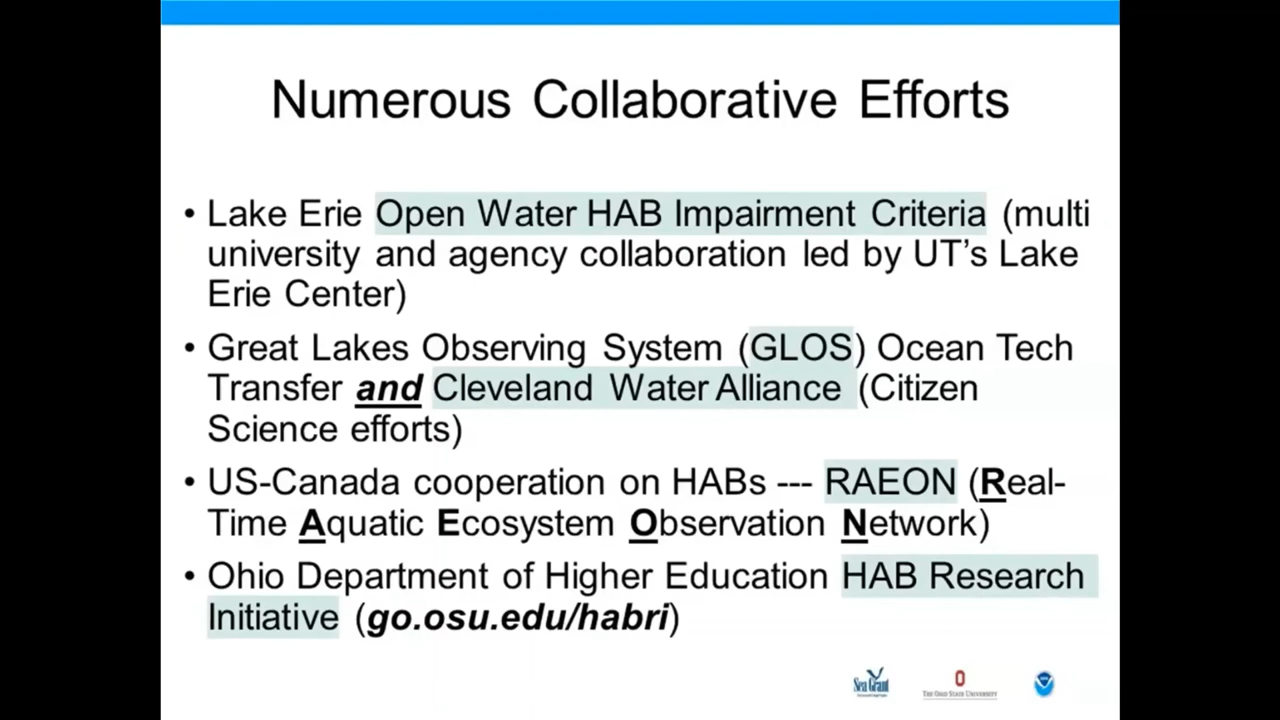 Numerous Collaborative Efforts
• Lake Erie Open Water HAB Impairment Criteria (multi
university and agency collaboration led by UT’s Lake
Erie Center)
• Great Lakes Observing System (GLOS) Ocean Tech
Transfer and Cleveland Water Alliance (Citizen
Science efforts)
• US-Canada cooperation on HABs --- RAEON (Real-
Time Aquatic Ecosystem Observation Network)
• Ohio Department of Higher Education HAB Research
Initiative (go.osu.edu/habri)
Sea Grant
THE OHIO STATE UNIVERSITY